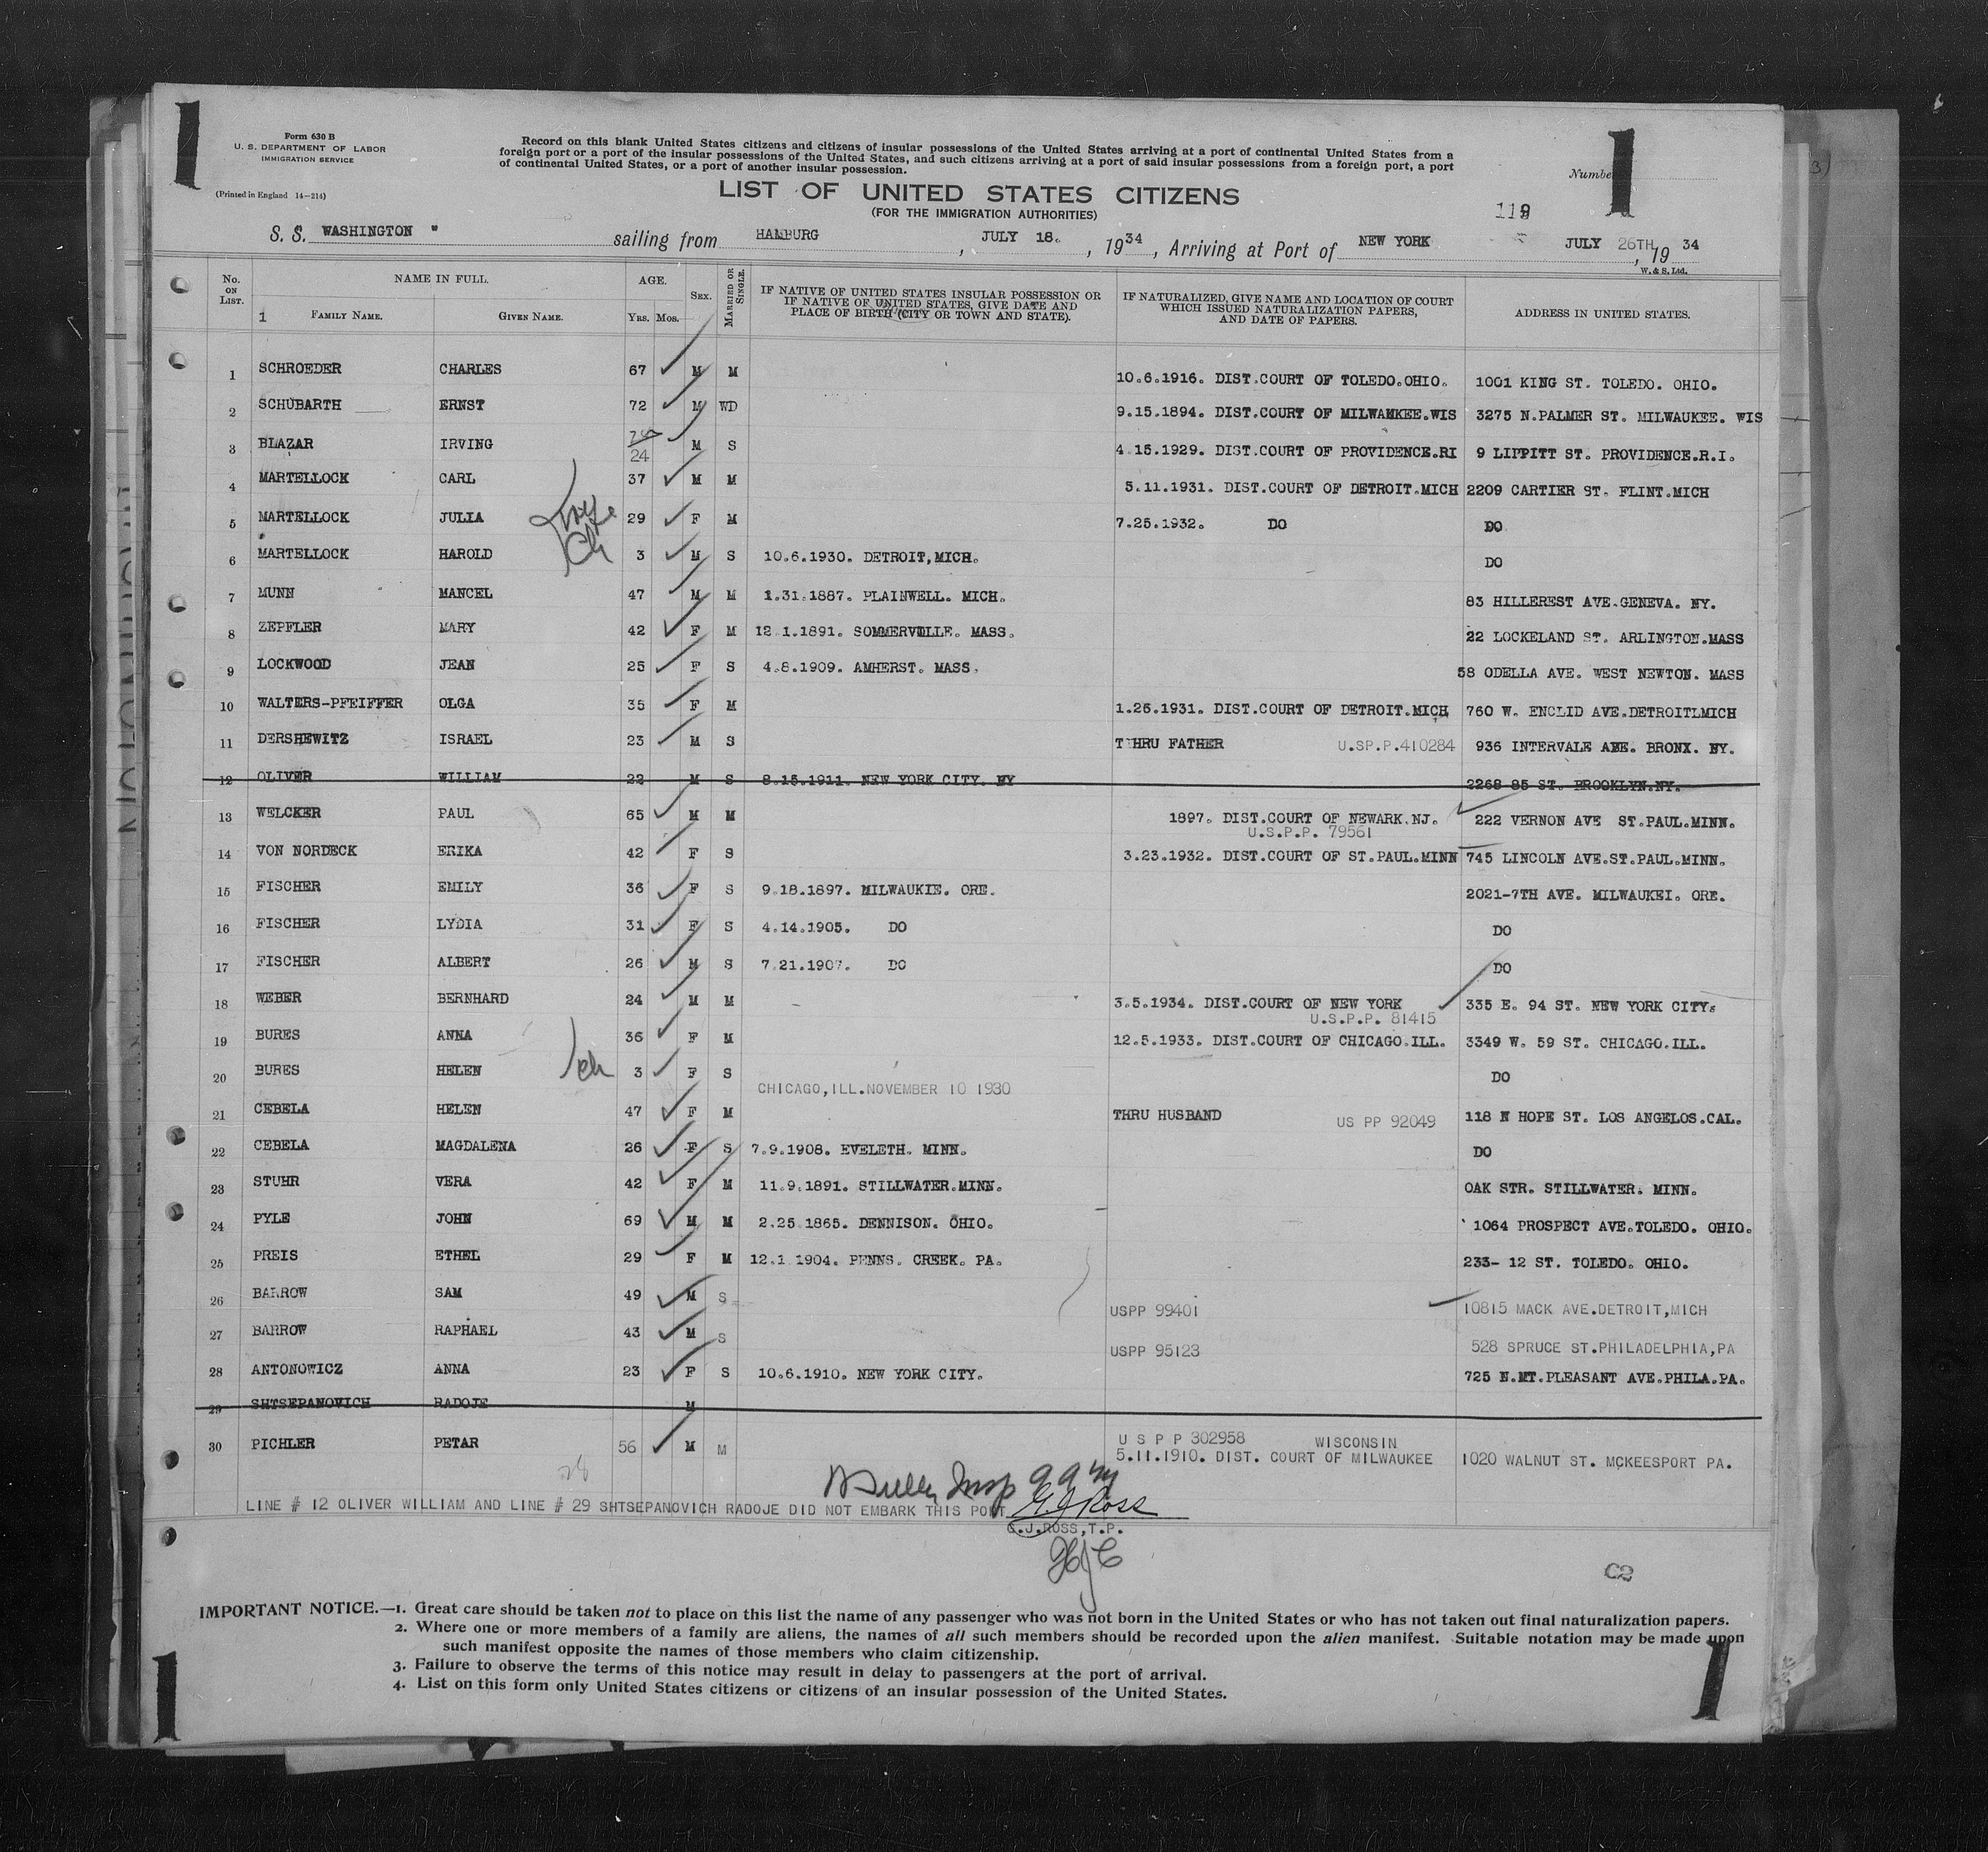 Form 630 B
U. S. DEPARTMENT OF LABOR
IMMIGRATION SERVICE
(Printed in England 14—214)
Record on this blank United States citizens and citizens of insular possessions of the United States arriving at a port of continental United States from a
foreign port or a port of the insular possessions of the United States, and such citizens arriving at a port of said insular possessions from a foreign port, a port
of continental United States, or a port of another insular possession.
Number
LIST OF UNITED STATES CITIZENS
(FOR THE IMMIGRATION AUTHORITIES)
119
S. S. WASHINGTON " sailing from HAMBURG, JULY 18. , 1934 , Arriving at Port of NEW YORK JULY 26TH, 1934
W. & S. Ltd.
No. ON LIST. NAME IN FULL. AGE. SEX. MARRIED OR SINGLE. IF NATIVE OF UNITED STATES INSULAR POSSESSION OR IF NATIVE OF UNITED STATES, GIVE DATE AND PLACE OF BIRTH (CITY OR TOWN AND STATE). IF NATURALIZED, GIVE NAME AND LOCATION OF COURT WHICH ISSUED NATURALIZATION PAPERS, AND DATE OF PAPERS. ADDRESS IN UNITED STATES.
1 FAMILY NAME. GIVEN NAME. YRS. MOS.
1 SCHROEDER CHARLES 67 M M 10.6.1916. DIST.COURT OF TOLEDO.OHIO. 1001 KING ST. TOLEDO. OHIO.
2 SCHUBARTH ERNST 72 M WD 9.15.1894. DIST.COURT OF MILWAUKEE.WIS 3275 N.PALMER ST. MILWAUKEE. WIS
3 BLAZAR IRVING 24 M S 4.15.1929. DIST.COURT OF PROVIDENCE.RI 9 LIPPITT ST. PROVIDENCE.R.I.
4 MARTELLOCK CARL 37 M M 5.11.1931. DIST.COURT OF DETROIT.MICH 2209 CARTIER ST. FLINT.MICH
5 MARTELLOCK JULIA 29 F M 7.25.1932. DO DO
6 MARTELLOCK HAROLD Ch 3 M S 10.6.1930. DETROIT,MICH. DO
7 MUNN MANCEL 47 M M 1.31.1887. PLAINWELL. MICH. 83 HILLEREST AVE.GENEVA. NY.
8 ZEPFLER MARY 42 F M 12.1.1891. SOMMERVILLE. MASS. 22 LOCKELAND ST. ARLINGTON.MASS
9 LOCKWOOD JEAN 25 F S 4.8.1909. AMHERST. MASS. 58 ODELLA AVE. WEST NEWTON. MASS
10 WALTERS-PFEIFFER OLGA 35 F M 1.26.1931. DIST.COURT OF DETROIT.MICH 760 W. ENCLID AVE.DETROITLMICH
11 DERSHEWITZ ISRAEL 23 M S THRU FATHER U.SP.P.410284 936 INTERVALE AVE. BRONX. NY.
12 OLIVER WILLIAM 22 M S 8.15.1911. NEW YORK CITY. NY 2268 85 ST. BROOKLYN.NY.
13 WELCKER PAUL 65 M M 1897. DIST.COURT OF NEWARK.NJ. 222 VERNON AVE ST.PAUL.MINN.
U.S.P.P. 79561
14 VON NORDECK ERIKA 42 F S 3.23.1932. DIST.COURT OF ST.PAUL.MINN 745 LINCOLN AVE.ST.PAUL.MINN.
15 FISCHER EMILY 36 F S 9.18.1897. MILWAUKIE. ORE. 2021-7TH AVE. MILWAUKEI. ORE.
16 FISCHER LYDIA 31 F S 4.14.1905. DO DO
17 FISCHER ALBERT 26 M S 7.21.1907. DO DO
18 WEBER BERNHARD 24 M M 3.5.1934. DIST.COURT OF NEW YORK 335 E. 94 ST. NEW YORK CITY.
U.S.P.P. 81415
19 BURES ANNA 36 F M 12.5.1933. DIST.COURT OF CHICAGO.ILL. 3349 W. 59 ST. CHICAGO.ILL.
20 BURES HELEN ch 3 F S CHICAGO,ILL.NOVEMBER 10 1930 DO
21 CEBELA HELEN 47 F M THRU HUSBAND US PP 92049 118 N HOPE ST. LOS ANGELOS.CAL.
22 CEBELA MAGDALENA 26 F S 7.9.1908. EVELETH. MINN. DO
23 STUHR VERA 42 F M 11.9.1891. STILLWATER.MINN. OAK STR. STILLWATER. MINN.
24 PYLE JOHN 69 M M 2.25.1865. DENNISON. OHIO. 1064 PROSPECT AVE.TOLEDO. OHIO.
25 PREIS ETHEL 29 F M 12.1.1904. PENNS. CREEK. PA. 233- 12 ST. TOLEDO. OHIO.
26 BARROW SAM 49 M S USPP 99401 10815 MACK AVE.DETROIT,MICH
27 BARROW RAPHAEL 43 M S USPP 95123 528 SPRUCE ST.PHILADELPHIA,PA
28 ANTONOWICZ ANNA 23 F S 10.6.1910. NEW YORK CITY. 725 N.MT.PLEASANT AVE.PHILA.PA.
29 SHTSEPANOVICH RADOJE M
30 PICHLER PETAR 56 M M U S P P 302958 WISCONSIN
5.11.1910. DIST. COURT OF MILWAUKEE 1020 WALNUT ST. MCKEESPORT PA.
28
LINE # 12 OLIVER WILLIAM AND LINE # 29 SHTSEPANOVICH RADOJE DID NOT EMBARK THIS PORT
G.J.Ross
G.J.ROSS,T.P.
C2
IMPORTANT NOTICE.—1. Great care should be taken not to place on this list the name of any passenger who was not born in the United States or who has not taken out final naturalization papers.
2. Where one or more members of a family are aliens, the names of all such members should be recorded upon the alien manifest. Suitable notation may be made upon
such manifest opposite the names of those members who claim citizenship.
3. Failure to observe the terms of this notice may result in delay to passengers at the port of arrival.
4. List on this form only United States citizens or citizens of an insular possession of the United States.